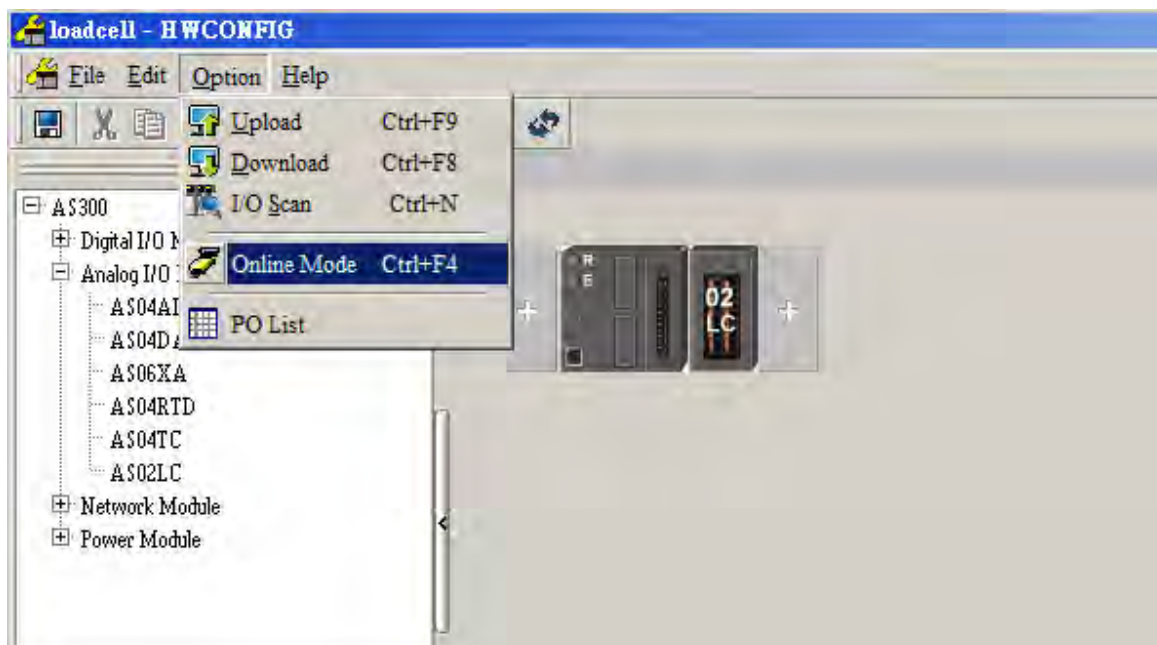 loadcell - HWCONFIG
File Edit Option Help
Upload Ctrl+F9
Download Ctrl+F8
I/O Scan Ctrl+N
Online Mode Ctrl+F4
PO List
AS300
Digital I/O
Analog I/O
AS04AI
AS04DA
AS06XA
AS04RTD
AS04TC
AS02LC
Network Module
Power Module
R
E
02
LC